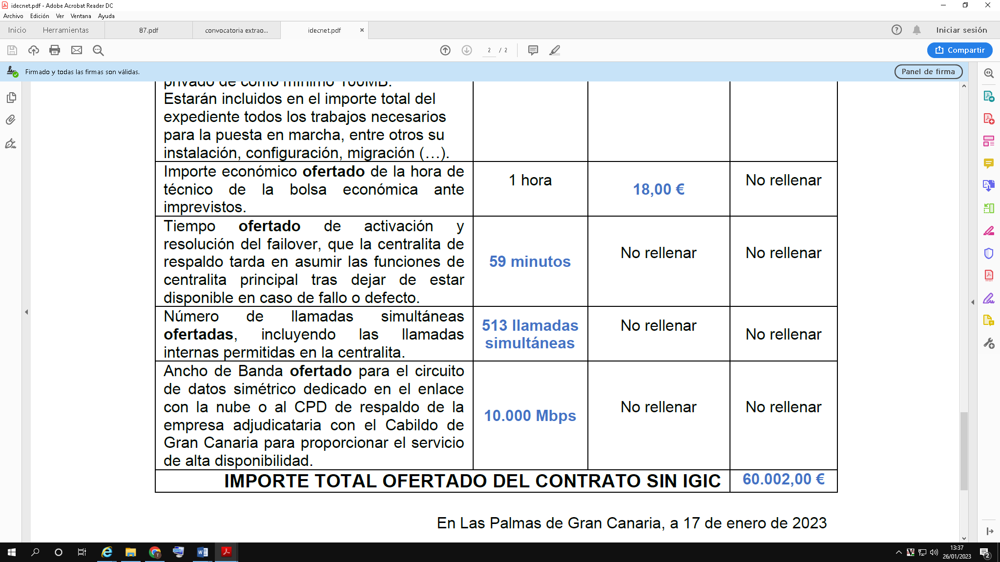 idecnet.pdf - Adobe Acrobat Reader DC
Archivo Edición Ver Ventana Ayuda
Inicio Herramientas 87.pdf convocatoria extrao... idecnet.pdf × Iniciar sesión
2 / 2 Compartir
Firmado y todas las firmas son válidas. Panel de firma
privado de como mínimo 100MB.
Estarán incluidos en el importe total del
expediente todos los trabajos necesarios
para la puesta en marcha, entre otros su
instalación, configuración, migración (…).
Importe económico ofertado de la hora de
técnico de la bolsa económica ante
imprevistos.
1 hora
18,00 €
No rellenar
Tiempo ofertado de activación y
resolución del failover, que la centralita de
respaldo tarda en asumir las funciones de
centralita principal tras dejar de estar
disponible en caso de fallo o defecto.
59 minutos
No rellenar
No rellenar
Número de llamadas simultáneas
ofertadas, incluyendo las llamadas
internas permitidas en la centralita.
513 llamadas
simultáneas
No rellenar
No rellenar
Ancho de Banda ofertado para el circuito
de datos simétrico dedicado en el enlace
con la nube o al CPD de respaldo de la
empresa adjudicataria con el Cabildo de
Gran Canaria para proporcionar el servicio
de alta disponibilidad.
10.000 Mbps
No rellenar
No rellenar
IMPORTE TOTAL OFERTADO DEL CONTRATO SIN IGIC
60.002,00 €
En Las Palmas de Gran Canaria, a 17 de enero de 2023
13:37
26/01/2023
2